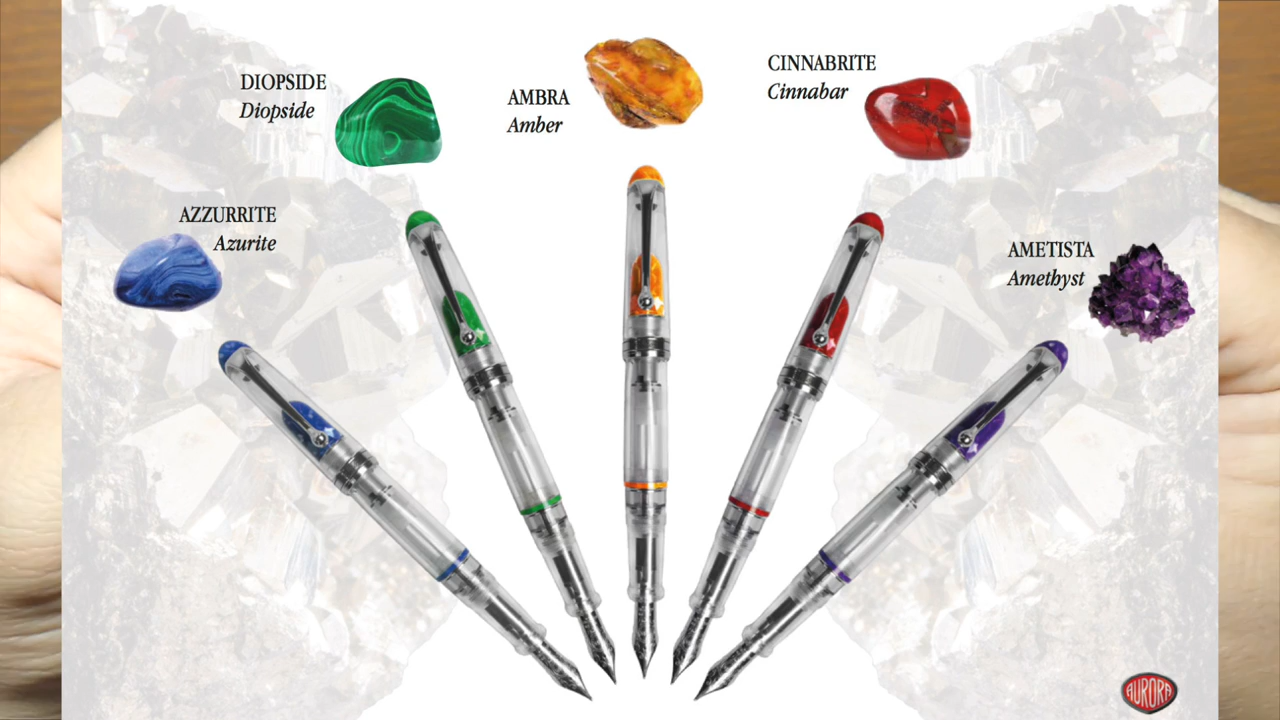 DIOPSIDE
Diopside
AMBRA
Amber
CINNABRITE
Cinnabar
AZZURRITE
Azurite
AMETISTA
Amethyst
AURORA